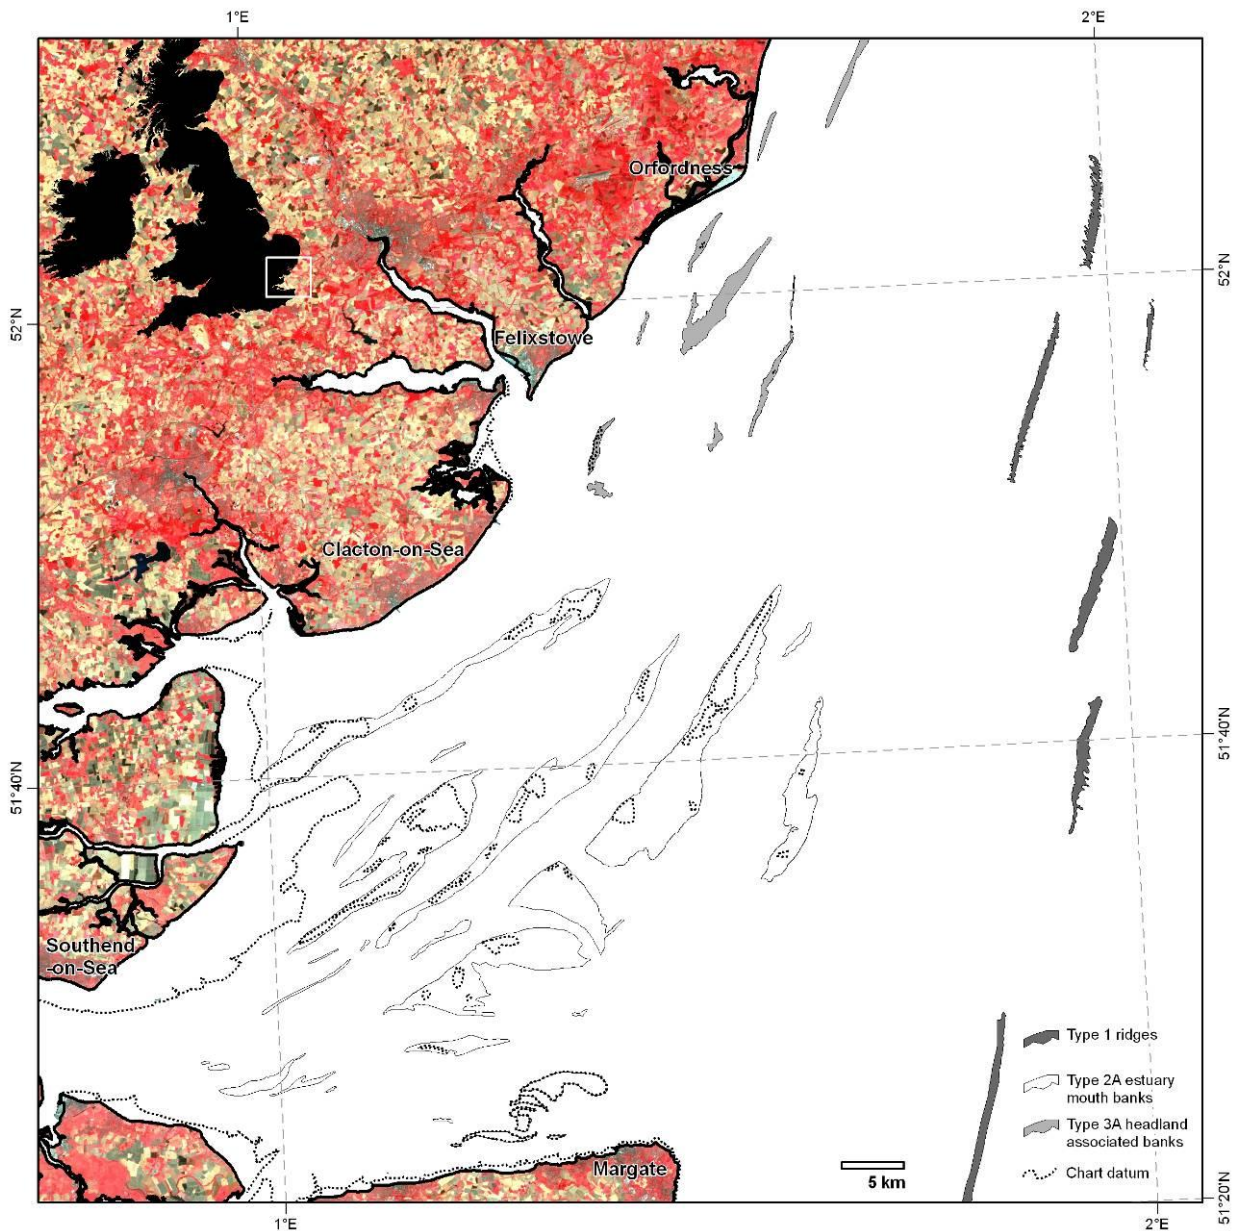 1°E
2°E
Orfordness
52°N
52°N
Felixstowe
Clacton-on-Sea
51°40'N
51°40'N
Southend
-on-Sea
Type 1 ridges
Type 2A estuary
mouth banks
Type 3A headland
associated banks
Chart datum
Margate
5 km
51°20'N
1°E
2°E